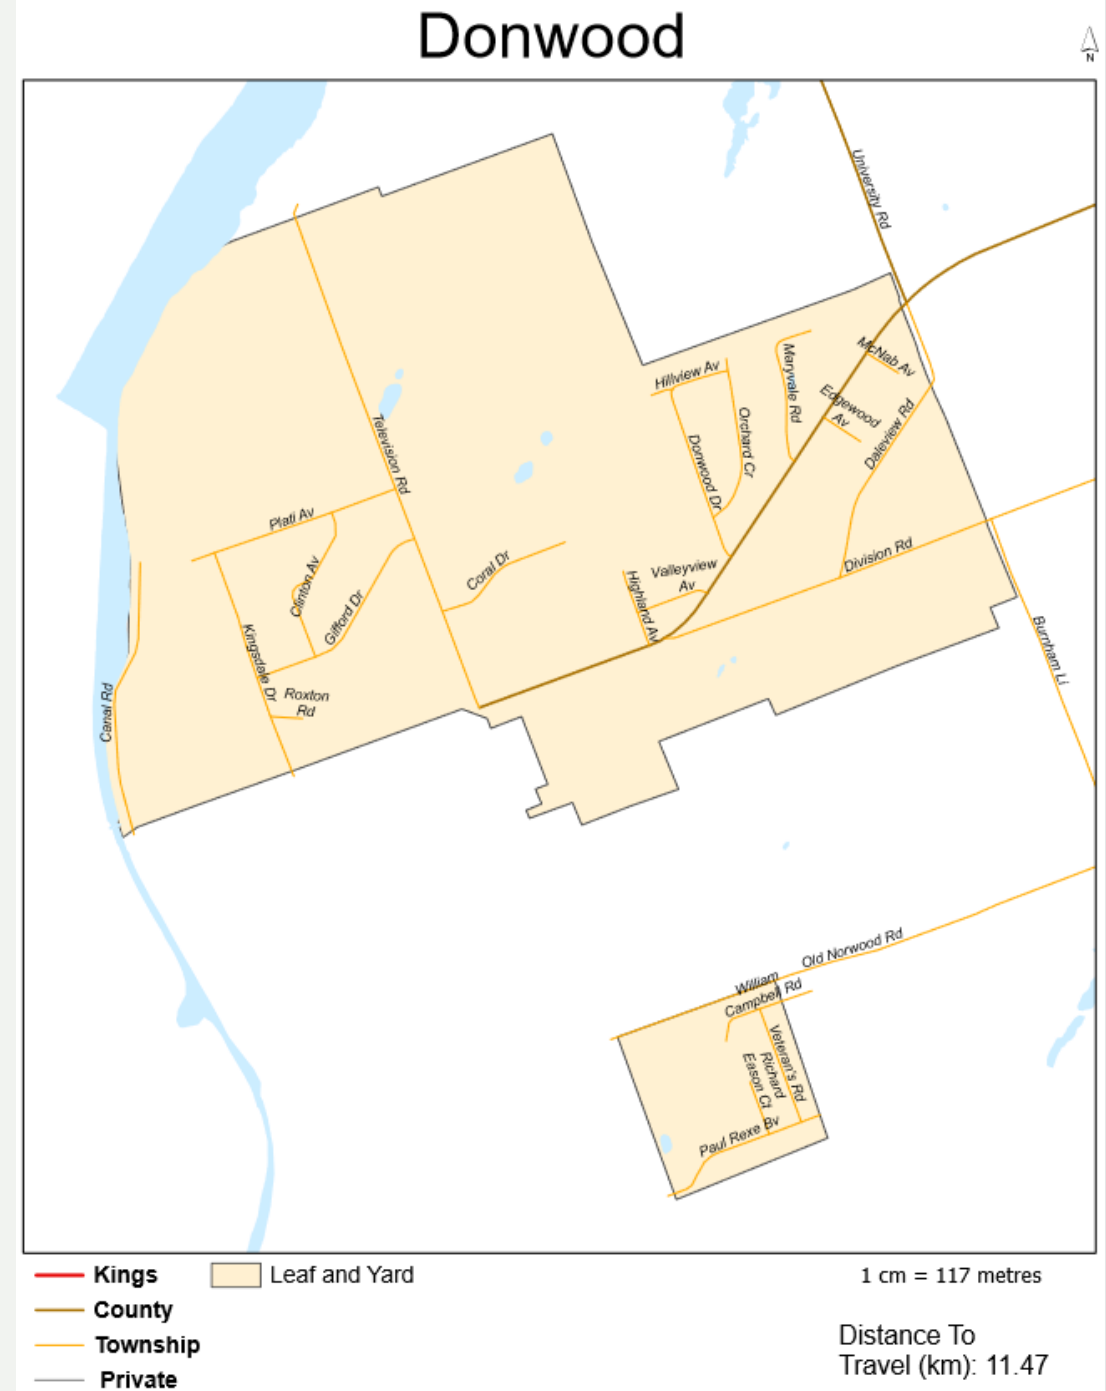 Donwood
N
University Rd
McNab Av
Maryvale Rd
Hillview Av
Edgewood
Av
Orchard Cr
Daleview Rd
Donwood Dr
Television Rd
Plati Av
Division Rd
Coral Dr
Valleyview
Av
Clinton Av
Highland Av
Gifford Dr
Kingsdale Dr
Burnham Li
Roxton
Rd
Canal Rd
Old Norwood Rd
William
Campbell Rd
Veteran's Rd
Richard
Eason Ct
Paul Rexe Bv
Kings
Leaf and Yard
1 cm = 117 metres
County
Township
Distance To
Travel (km): 11.47
Private